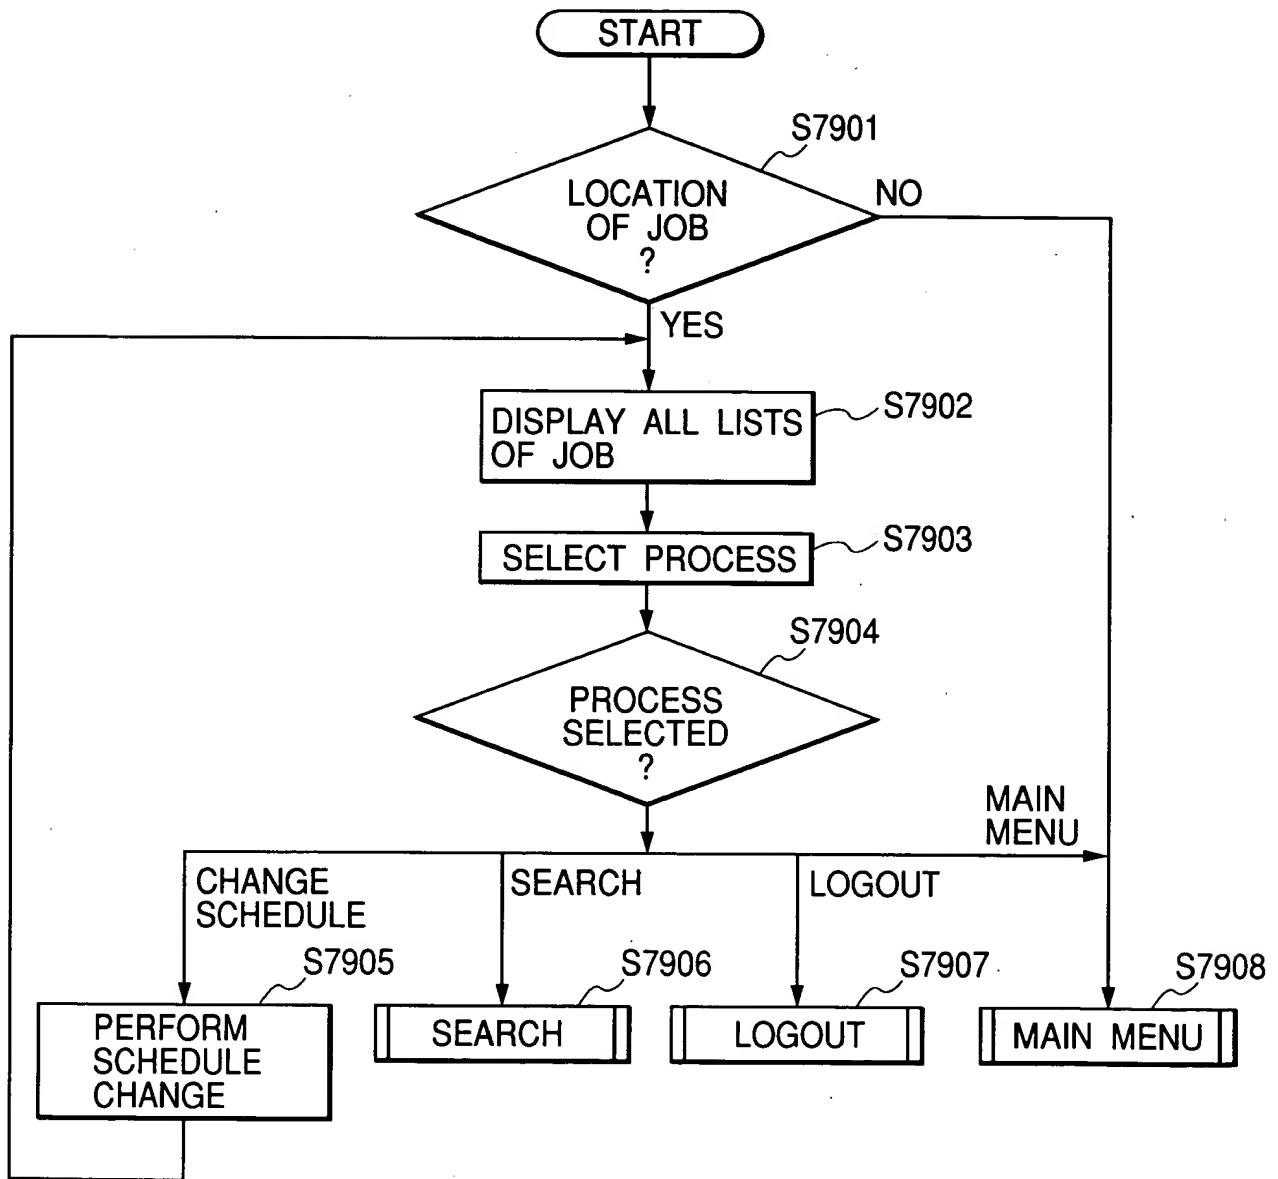 START
S7901
LOCATION
OF JOB
?
NO
YES
DISPLAY ALL LISTS
OF JOB
S7902
SELECT PROCESS
S7903
S7904
PROCESS
SELECTED
?
MAIN
MENU
CHANGE
SCHEDULE
SEARCH
LOGOUT
S7905
S7906
S7907
S7908
PERFORM
SCHEDULE
CHANGE
SEARCH
LOGOUT
MAIN MENU